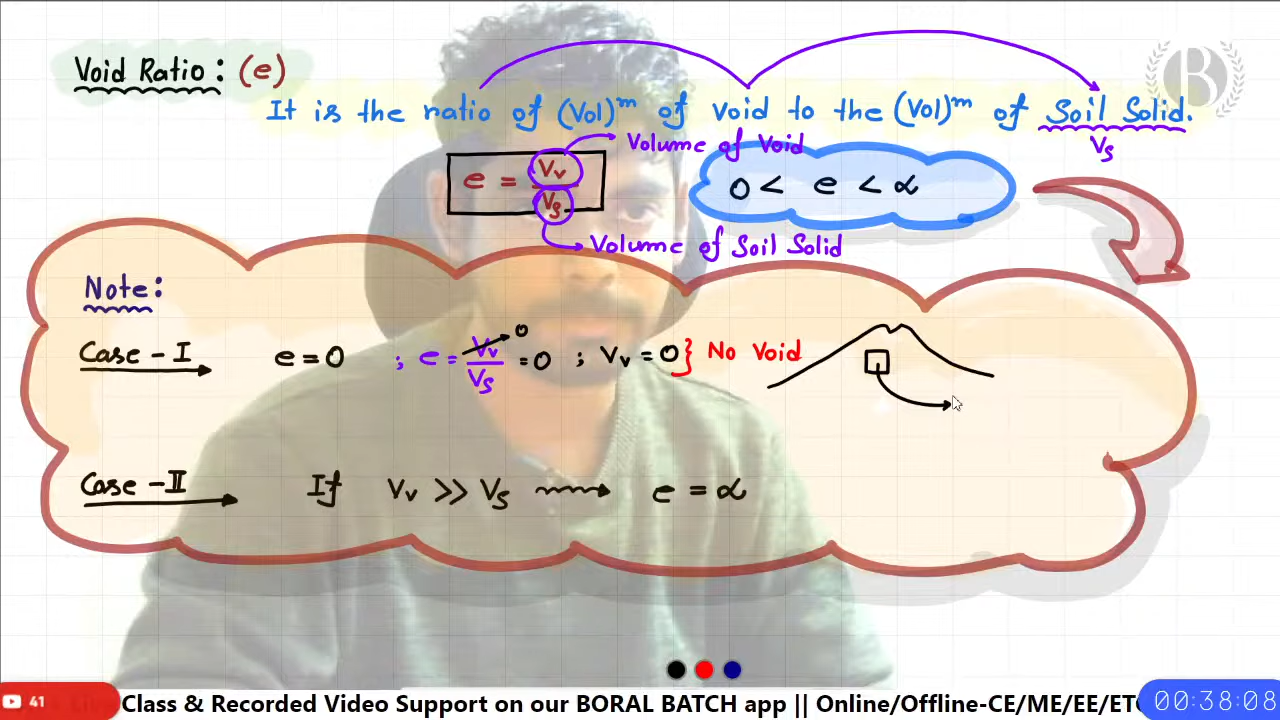 Void Ratio: (e)
It is the ratio of (Vol)ᵐ of void to the (Vol)ᵐ of Soil Solid.
Vₛ
Volume of Void
e = Vᵥ / Vₛ
0 < e < α
Volume of Soil Solid
Note:
Case - I e = 0 ; e = Vᵥ / Vₛ = 0 ; Vᵥ = 0 } No Void
0
Case - II If Vᵥ >> Vₛ e = α
B
41
Class & Recorded Video Support on our BORAL BATCH app || Online/Offline-CE/ME/EE/ET
00:38:08